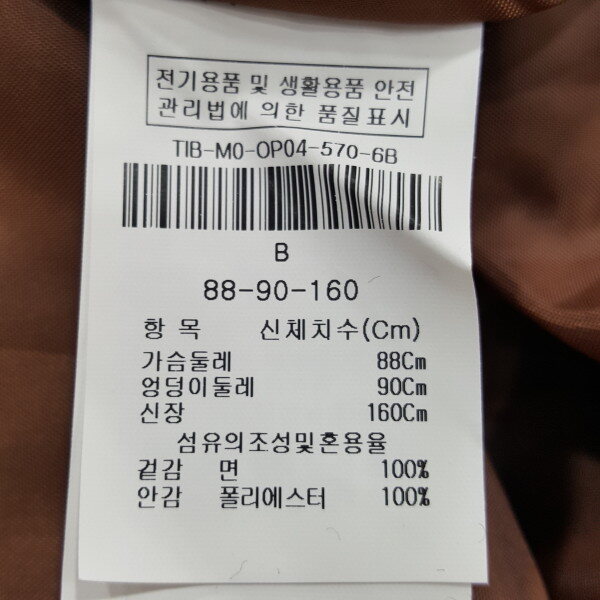 전기용품 및 생활용품 안전
관리법에 의한 품질표시
TIB-M0-OP04-570-6B
B
88-90-160
항 목 신체치수(Cm)
가슴둘레 88Cm
엉덩이둘레 90Cm
신장 160Cm
섬유의조성및혼용율
겉감 면 100%
안감 폴리에스터 100%